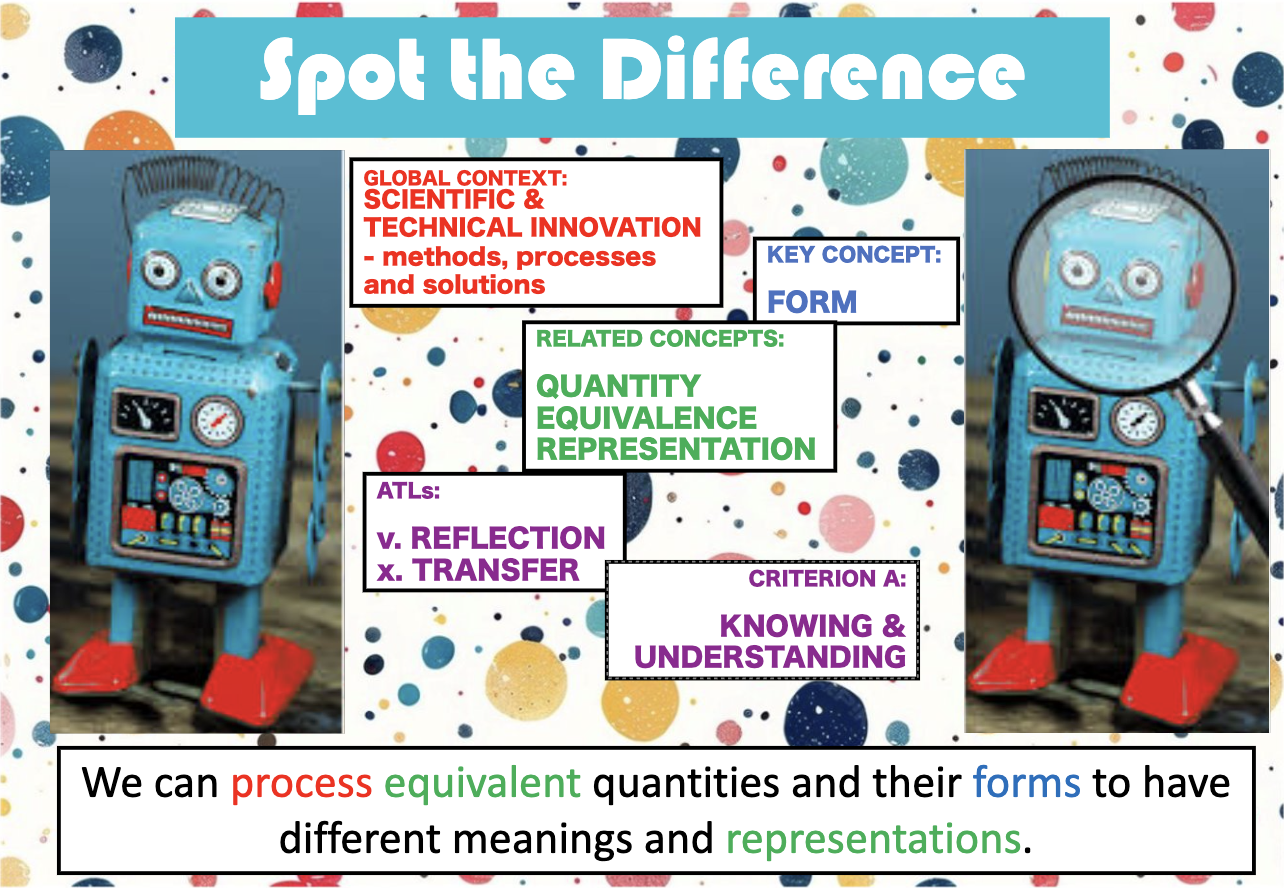 Spot the Difference
GLOBAL CONTEXT:
SCIENTIFIC &
TECHNICAL INNOVATION
- methods, processes
and solutions
KEY CONCEPT:
FORM
RELATED CONCEPTS:
QUANTITY
EQUIVALENCE
REPRESENTATION
ATLs:
v. REFLECTION
x. TRANSFER
CRITERION A:
KNOWING &
UNDERSTANDING
We can process equivalent quantities and their forms to have
different meanings and representations.